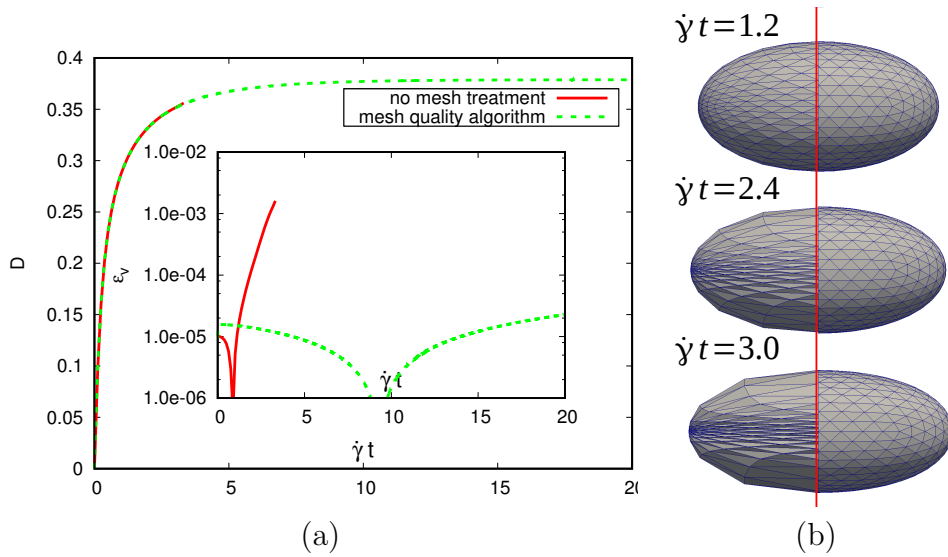 0.4
0.35
0.3
0.25
0.2
0.15
0.1
0.05
0
D
0
5
10
15
20
γ̇ t
no mesh treatment
mesh quality algorithm
1.0e-02
1.0e-03
1.0e-04
1.0e-05
1.0e-06
εv
0
5
10
15
20
γ̇ t
(a)
γ̇ t=1.2
γ̇ t=2.4
γ̇ t=3.0
(b)